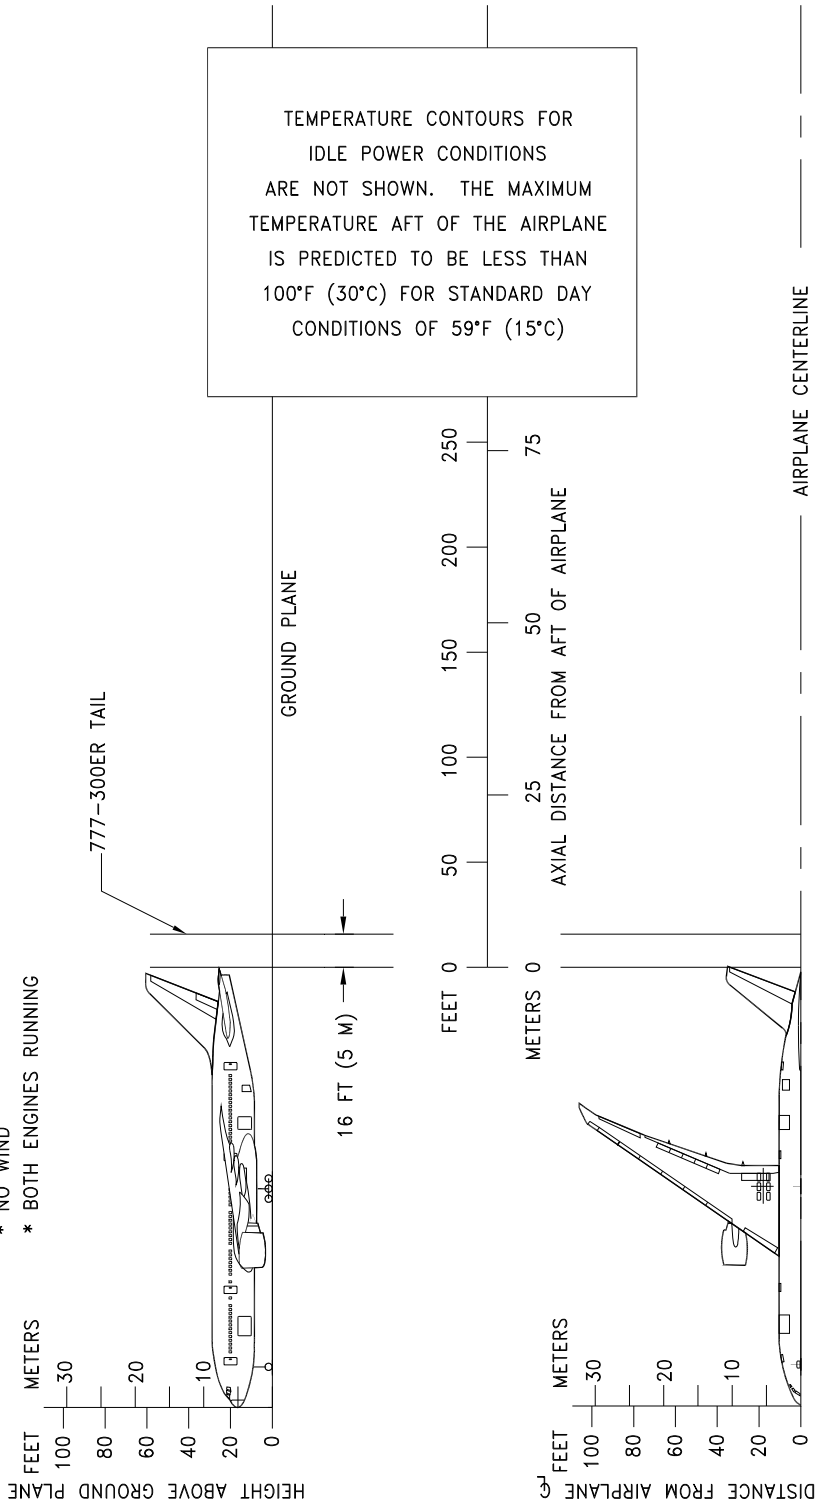 TEMPERATURE CONTOURS FOR
IDLE POWER CONDITIONS
ARE NOT SHOWN. THE MAXIMUM
TEMPERATURE AFT OF THE AIRPLANE
IS PREDICTED TO BE LESS THAN
100°F (30°C) FOR STANDARD DAY
CONDITIONS OF 59°F (15°C)
* NO WIND
* BOTH ENGINES RUNNING
777-300ER TAIL
GROUND PLANE
16 FT (5 M)
HEIGHT ABOVE GROUND PLANE
FEET
100
80
60
40
20
0
METERS
30
20
10
FEET
0
50
100
150
200
250
METERS
0
25
50
75
AXIAL DISTANCE FROM AFT OF AIRPLANE
DISTANCE FROM AIRPLANE ℄
FEET
100
80
60
40
20
0
METERS
30
20
10
AIRPLANE CENTERLINE